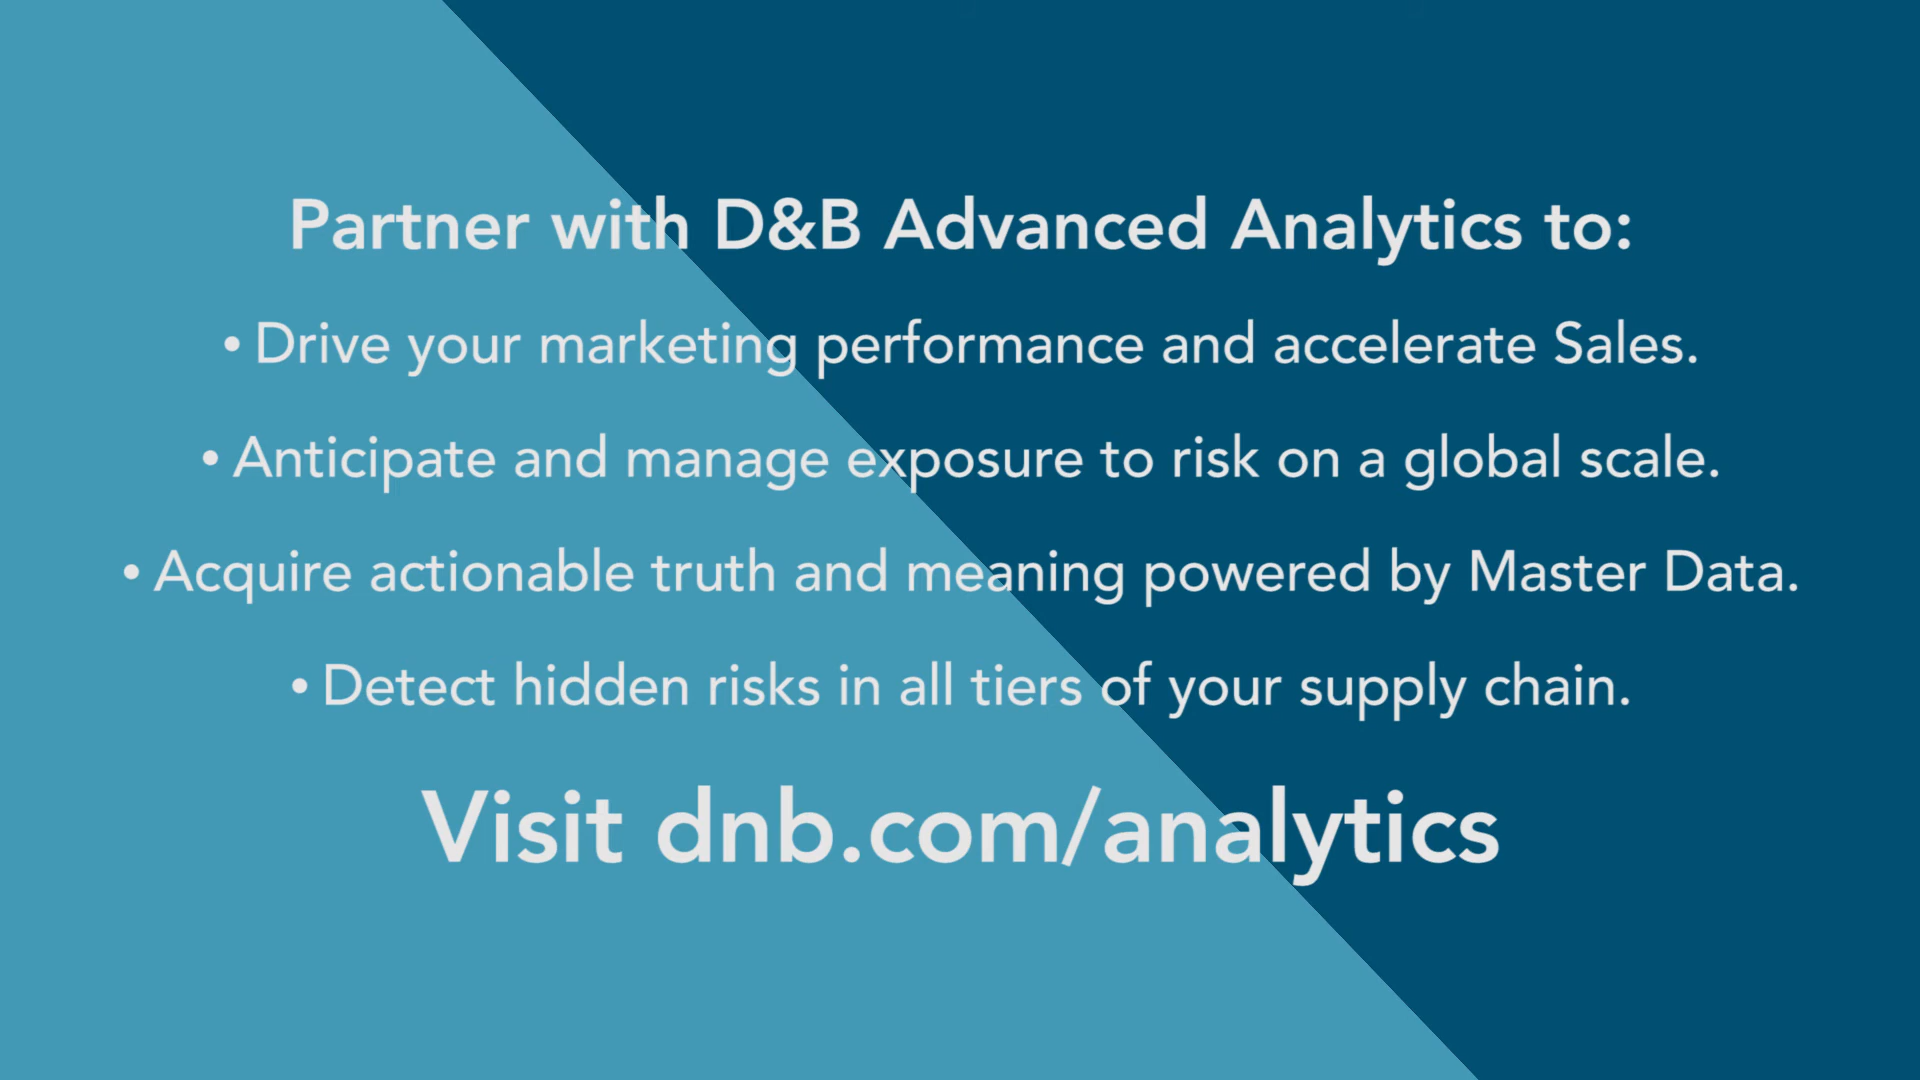 Partner with D&B Advanced Analytics to:
• Drive your marketing performance and accelerate Sales.
• Anticipate and manage exposure to risk on a global scale.
• Acquire actionable truth and meaning powered by Master Data.
• Detect hidden risks in all tiers of your supply chain.
Visit dnb.com/analytics